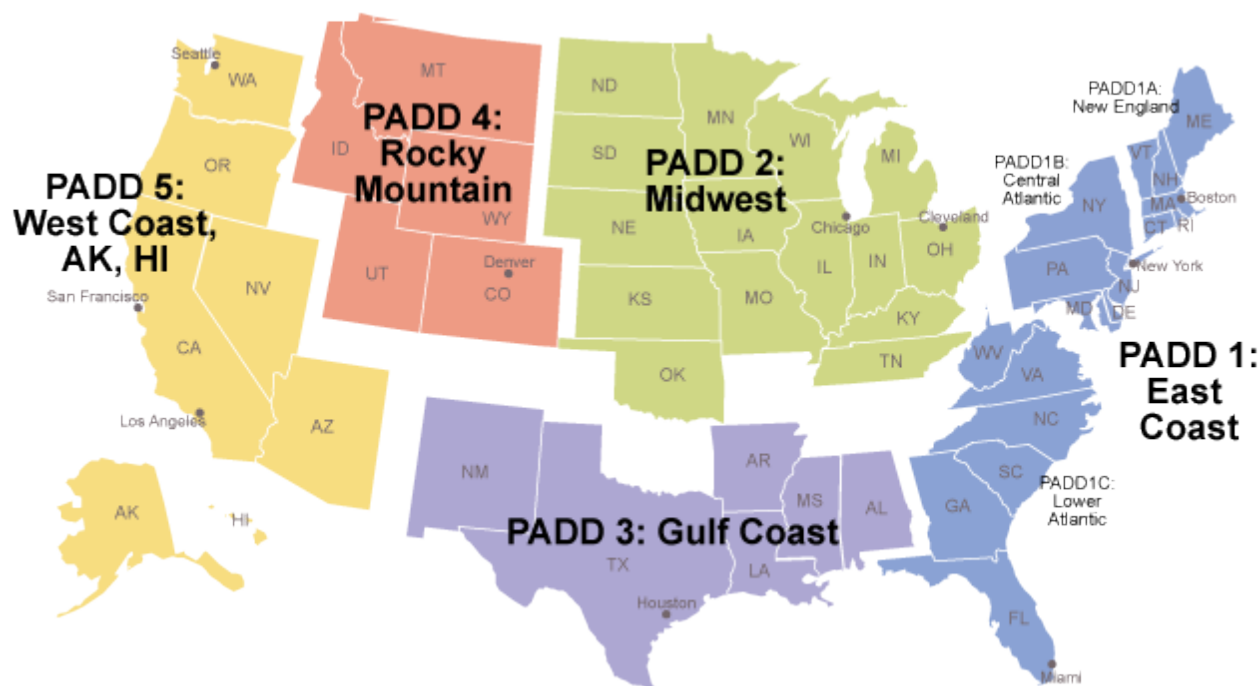 Seattle
WA
OR
PADD 5:
West Coast,
AK, HI
San Francisco
NV
CA
Los Angeles
AZ
AK
HI
MT
PADD 4:
Rocky
Mountain
ID
WY
UT
Denver
CO
ND
MN
SD
WI
MI
PADD 2:
Midwest
NE
IA
Chicago
Cleveland
IL
IN
OH
KS
MO
KY
OK
TN
NM
AR
MS
AL
PADD 3: Gulf Coast
TX
LA
Houston
PADD1A:
New England
ME
VT
NH
PADD1B:
Central
Atlantic
NY
MA
Boston
CT
RI
PA
New York
NJ
MD
DE
WV
VA
PADD 1:
East
Coast
NC
SC
PADD1C:
Lower
Atlantic
GA
FL
Miami